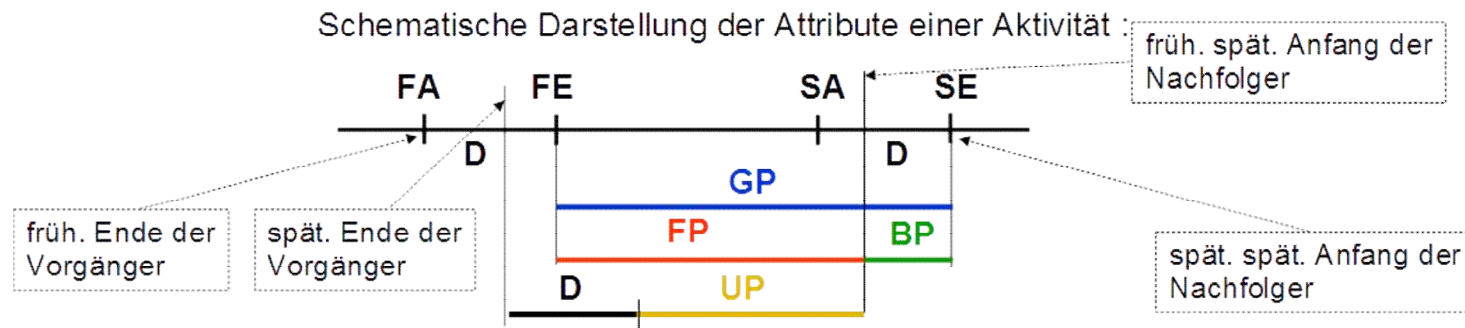 Schematische Darstellung der Attribute einer Aktivität :
früh. spät. Anfang der
Nachfolger
FA
FE
SA
SE
D
D
GP
FP
BP
D
UP
früh. Ende der
Vorgänger
spät. Ende der
Vorgänger
spät. spät. Anfang der
Nachfolger